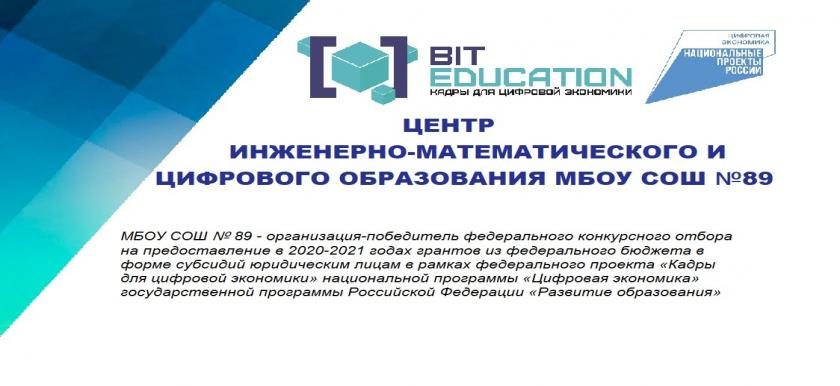 BIT
EDUCATION
КАДРЫ ДЛЯ ЦИФРОВОЙ ЭКОНОМИКИ
ЦИФРОВАЯ
ЭКОНОМИКА
НАЦИОНАЛЬНЫЕ
ПРОЕКТЫ
РОССИИ
ЦЕНТР
ИНЖЕНЕРНО-МАТЕМАТИЧЕСКОГО И
ЦИФРОВОГО ОБРАЗОВАНИЯ МБОУ СОШ №89
МБОУ СОШ № 89 - организация-победитель федерального конкурсного отбора
на предоставление в 2020-2021 годах грантов из федерального бюджета в
форме субсидий юридическим лицам в рамках федерального проекта «Кадры
для цифровой экономики» национальной программы «Цифровая экономика»
государственной программы Российской Федерации «Развитие образования»